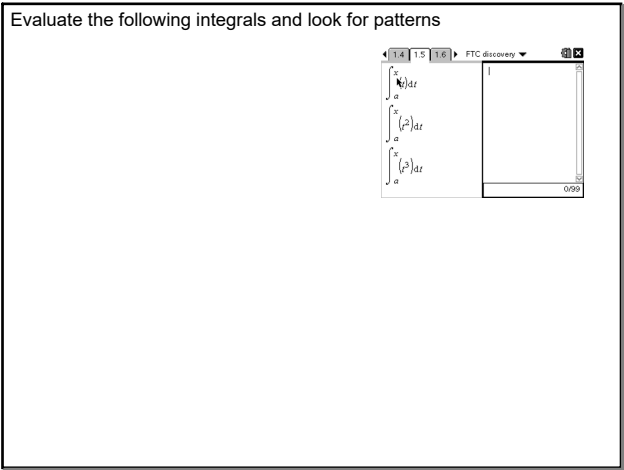 Evaluate the following integrals and look for patterns
1.4 1.5 1.6 FTC discovery
∫ₐˣ (t)dt
∫ₐˣ (t²)dt
∫ₐˣ (t³)dt
0/99